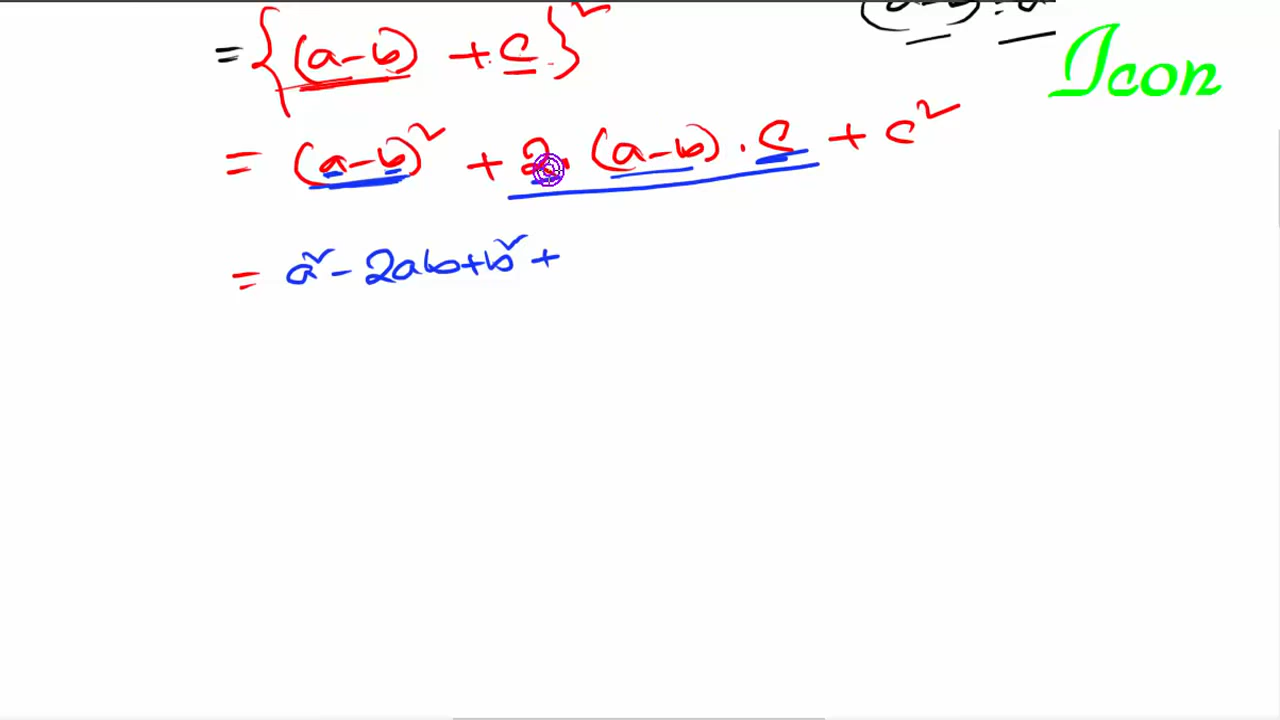 = {(a-b) + c}²
Icon
= (a-b)² + 2.(a-b).c + c²
= a² - 2ab+b² +